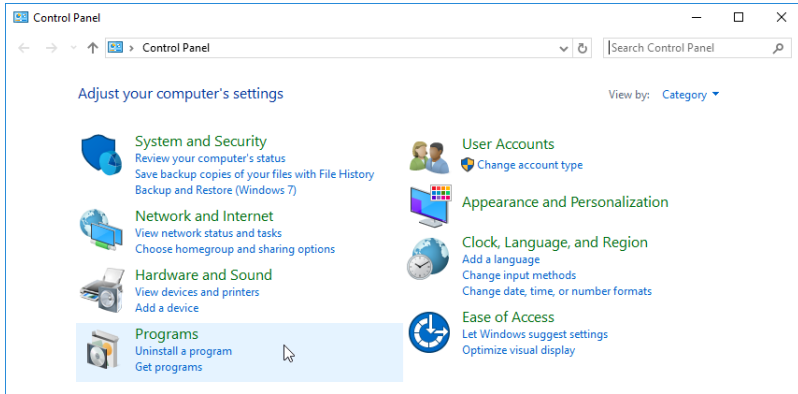 Control Panel
Control Panel
Search Control Panel
Adjust your computer's settings
View by: Category
System and Security
Review your computer's status
Save backup copies of your files with File History
Backup and Restore (Windows 7)
Network and Internet
View network status and tasks
Choose homegroup and sharing options
Hardware and Sound
View devices and printers
Add a device
Programs
Uninstall a program
Get programs
User Accounts
Change account type
Appearance and Personalization
Clock, Language, and Region
Add a language
Change input methods
Change date, time, or number formats
Ease of Access
Let Windows suggest settings
Optimize visual display